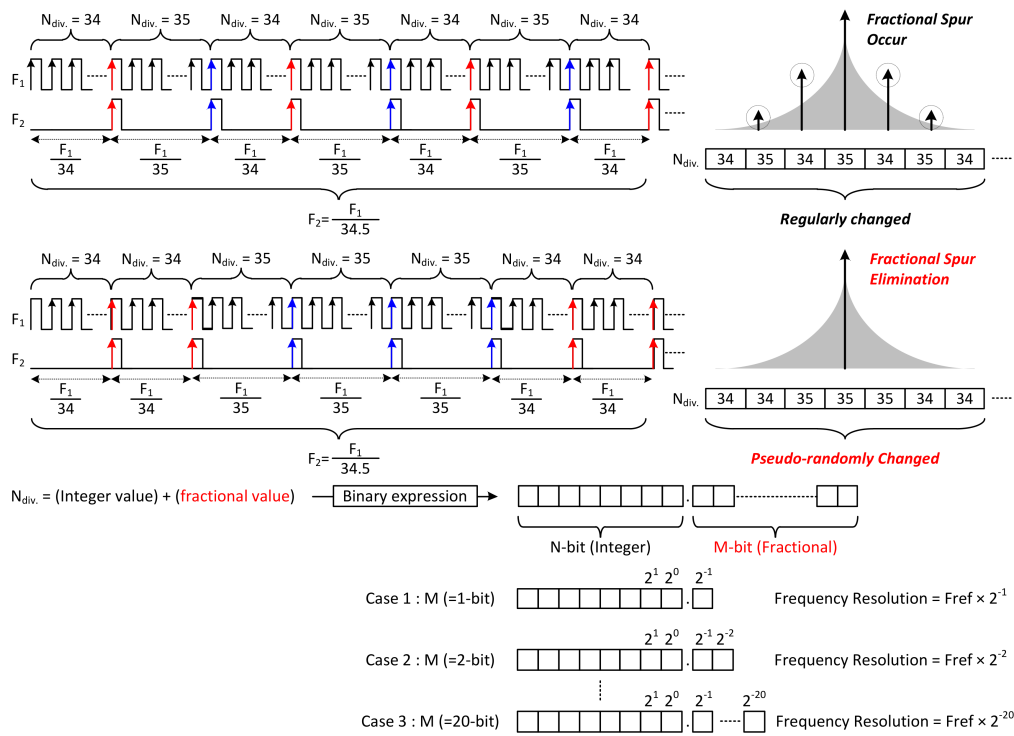 Ndiv. = 34 Ndiv. = 35 Ndiv. = 34 Ndiv. = 35 Ndiv. = 34 Ndiv. = 35 Ndiv. = 34
F1
F2
F1/34 F1/35 F1/34 F1/35 F1/34 F1/35 F1/34
F2= F1/34.5
Fractional Spur
Occur
Ndiv. 34 35 34 35 34 35 34
Regularly changed
Ndiv. = 34 Ndiv. = 34 Ndiv. = 35 Ndiv. = 35 Ndiv. = 35 Ndiv. = 34 Ndiv. = 34
F1
F2
F1/34 F1/34 F1/35 F1/35 F1/35 F1/34 F1/34
F2= F1/34.5
Fractional Spur
Elimination
Ndiv. 34 34 35 35 35 34 34
Pseudo-randomly Changed
Ndiv. = (Integer value) + (fractional value) Binary expression .
N-bit (Integer) M-bit (Fractional)
2^1 2^0 2^-1
Case 1 : M (=1-bit) . Frequency Resolution = Fref × 2^-1
2^1 2^0 2^-1 2^-2
Case 2 : M (=2-bit) . Frequency Resolution = Fref × 2^-2
2^1 2^0 2^-1 2^-20
Case 3 : M (=20-bit) . Frequency Resolution = Fref × 2^-20